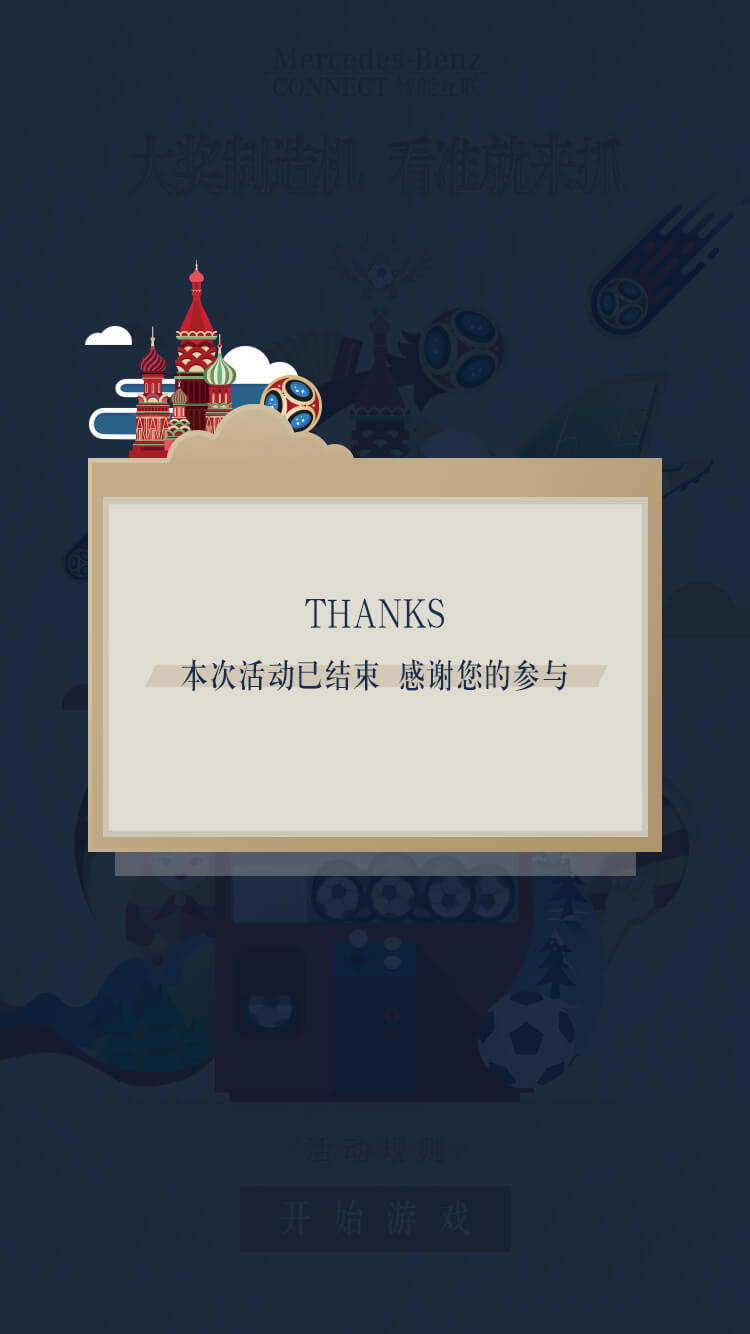 Mercedes-Benz
CONNECT 智能互联
大奖制造机 看准就来抓
THANKS
本次活动已结束 感谢您的参与
活动规则
开始游戏